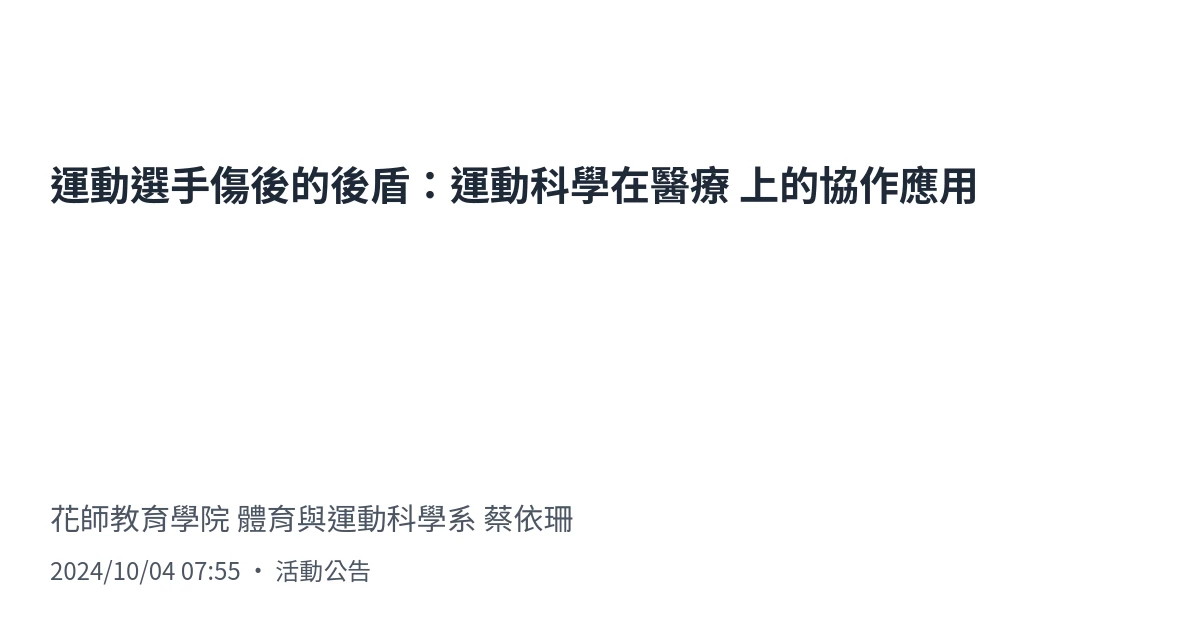 運動選手傷後的後盾：運動科學在醫療 上的協作應用
花師教育學院 體育與運動科學系 蔡依珊
2024/10/04 07:55 • 活動公告